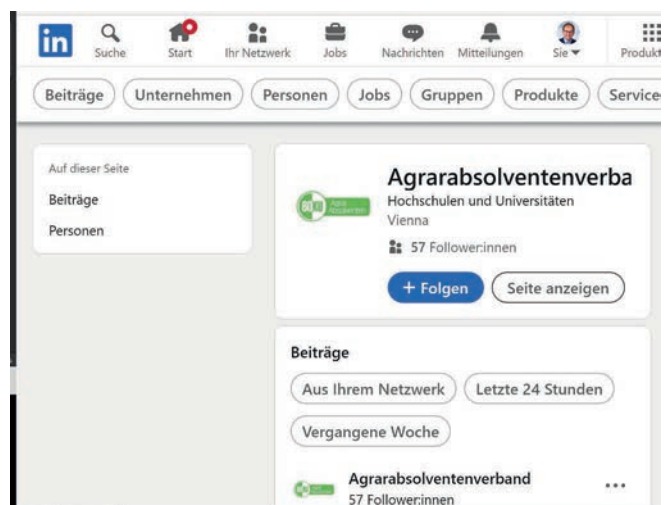 in
Suche
Start
Ihr Netzwerk
Jobs
Nachrichten
Mitteilungen
Sie
Produkt
Beiträge
Unternehmen
Personen
Jobs
Gruppen
Produkte
Service
Auf dieser Seite
Beiträge
Personen
Agrarabsolventenverba
Hochschulen und Universitäten
Vienna
57 Follower:innen
+ Folgen
Seite anzeigen
Beiträge
Aus Ihrem Netzwerk
Letzte 24 Stunden
Vergangene Woche
Agrarabsolventenverband
57 Follower:innen